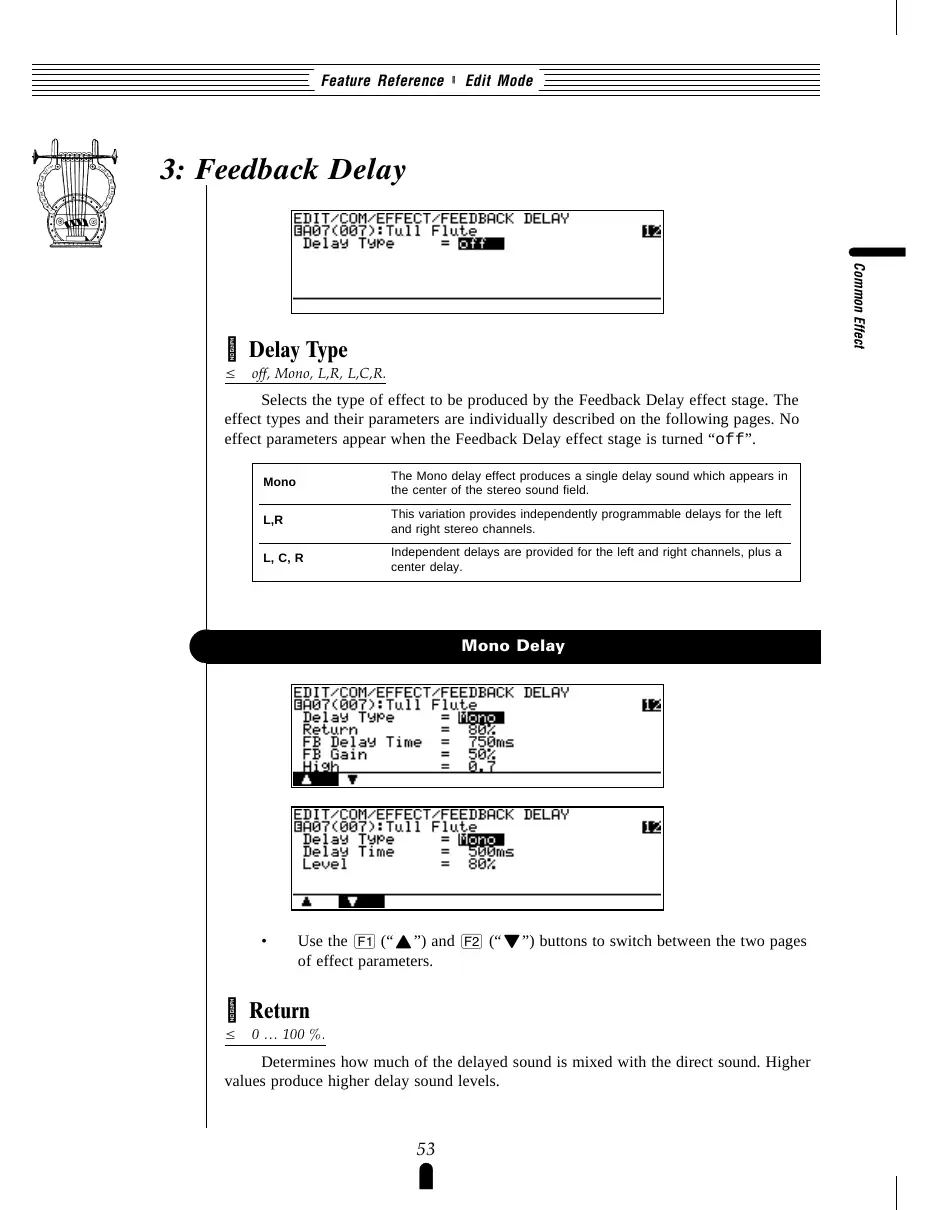 Feature Reference Edit Mode
3: Feedback Delay
EDIT/COM/EFFECT/FEEDBACK DELAY
EA07(007):Tull Flute 12
Delay Type = off
Common Effect
Delay Type
≤ off, Mono, L,R, L,C,R.
Selects the type of effect to be produced by the Feedback Delay effect stage. The
effect types and their parameters are individually described on the following pages. No
effect parameters appear when the Feedback Delay effect stage is turned “off”.
Mono The Mono delay effect produces a single delay sound which appears in
the center of the stereo sound field.
L,R This variation provides independently programmable delays for the left
and right stereo channels.
L, C, R Independent delays are provided for the left and right channels, plus a
center delay.
Mono Delay
EDIT/COM/EFFECT/FEEDBACK DELAY
EA07(007):Tull Flute 12
Delay Type = Mono
Return = 80%
FB Delay Time = 750ms
FB Gain = 50%
High = 0.7
▲ ▼
EDIT/COM/EFFECT/FEEDBACK DELAY
EA07(007):Tull Flute 12
Delay Type = Mono
Delay Time = 500ms
Level = 80%
▲ ▼
• Use the F1 (“▲”) and F2 (“▼”) buttons to switch between the two pages
of effect parameters.
Return
≤ 0 … 100 %.
Determines how much of the delayed sound is mixed with the direct sound. Higher
values produce higher delay sound levels.
53